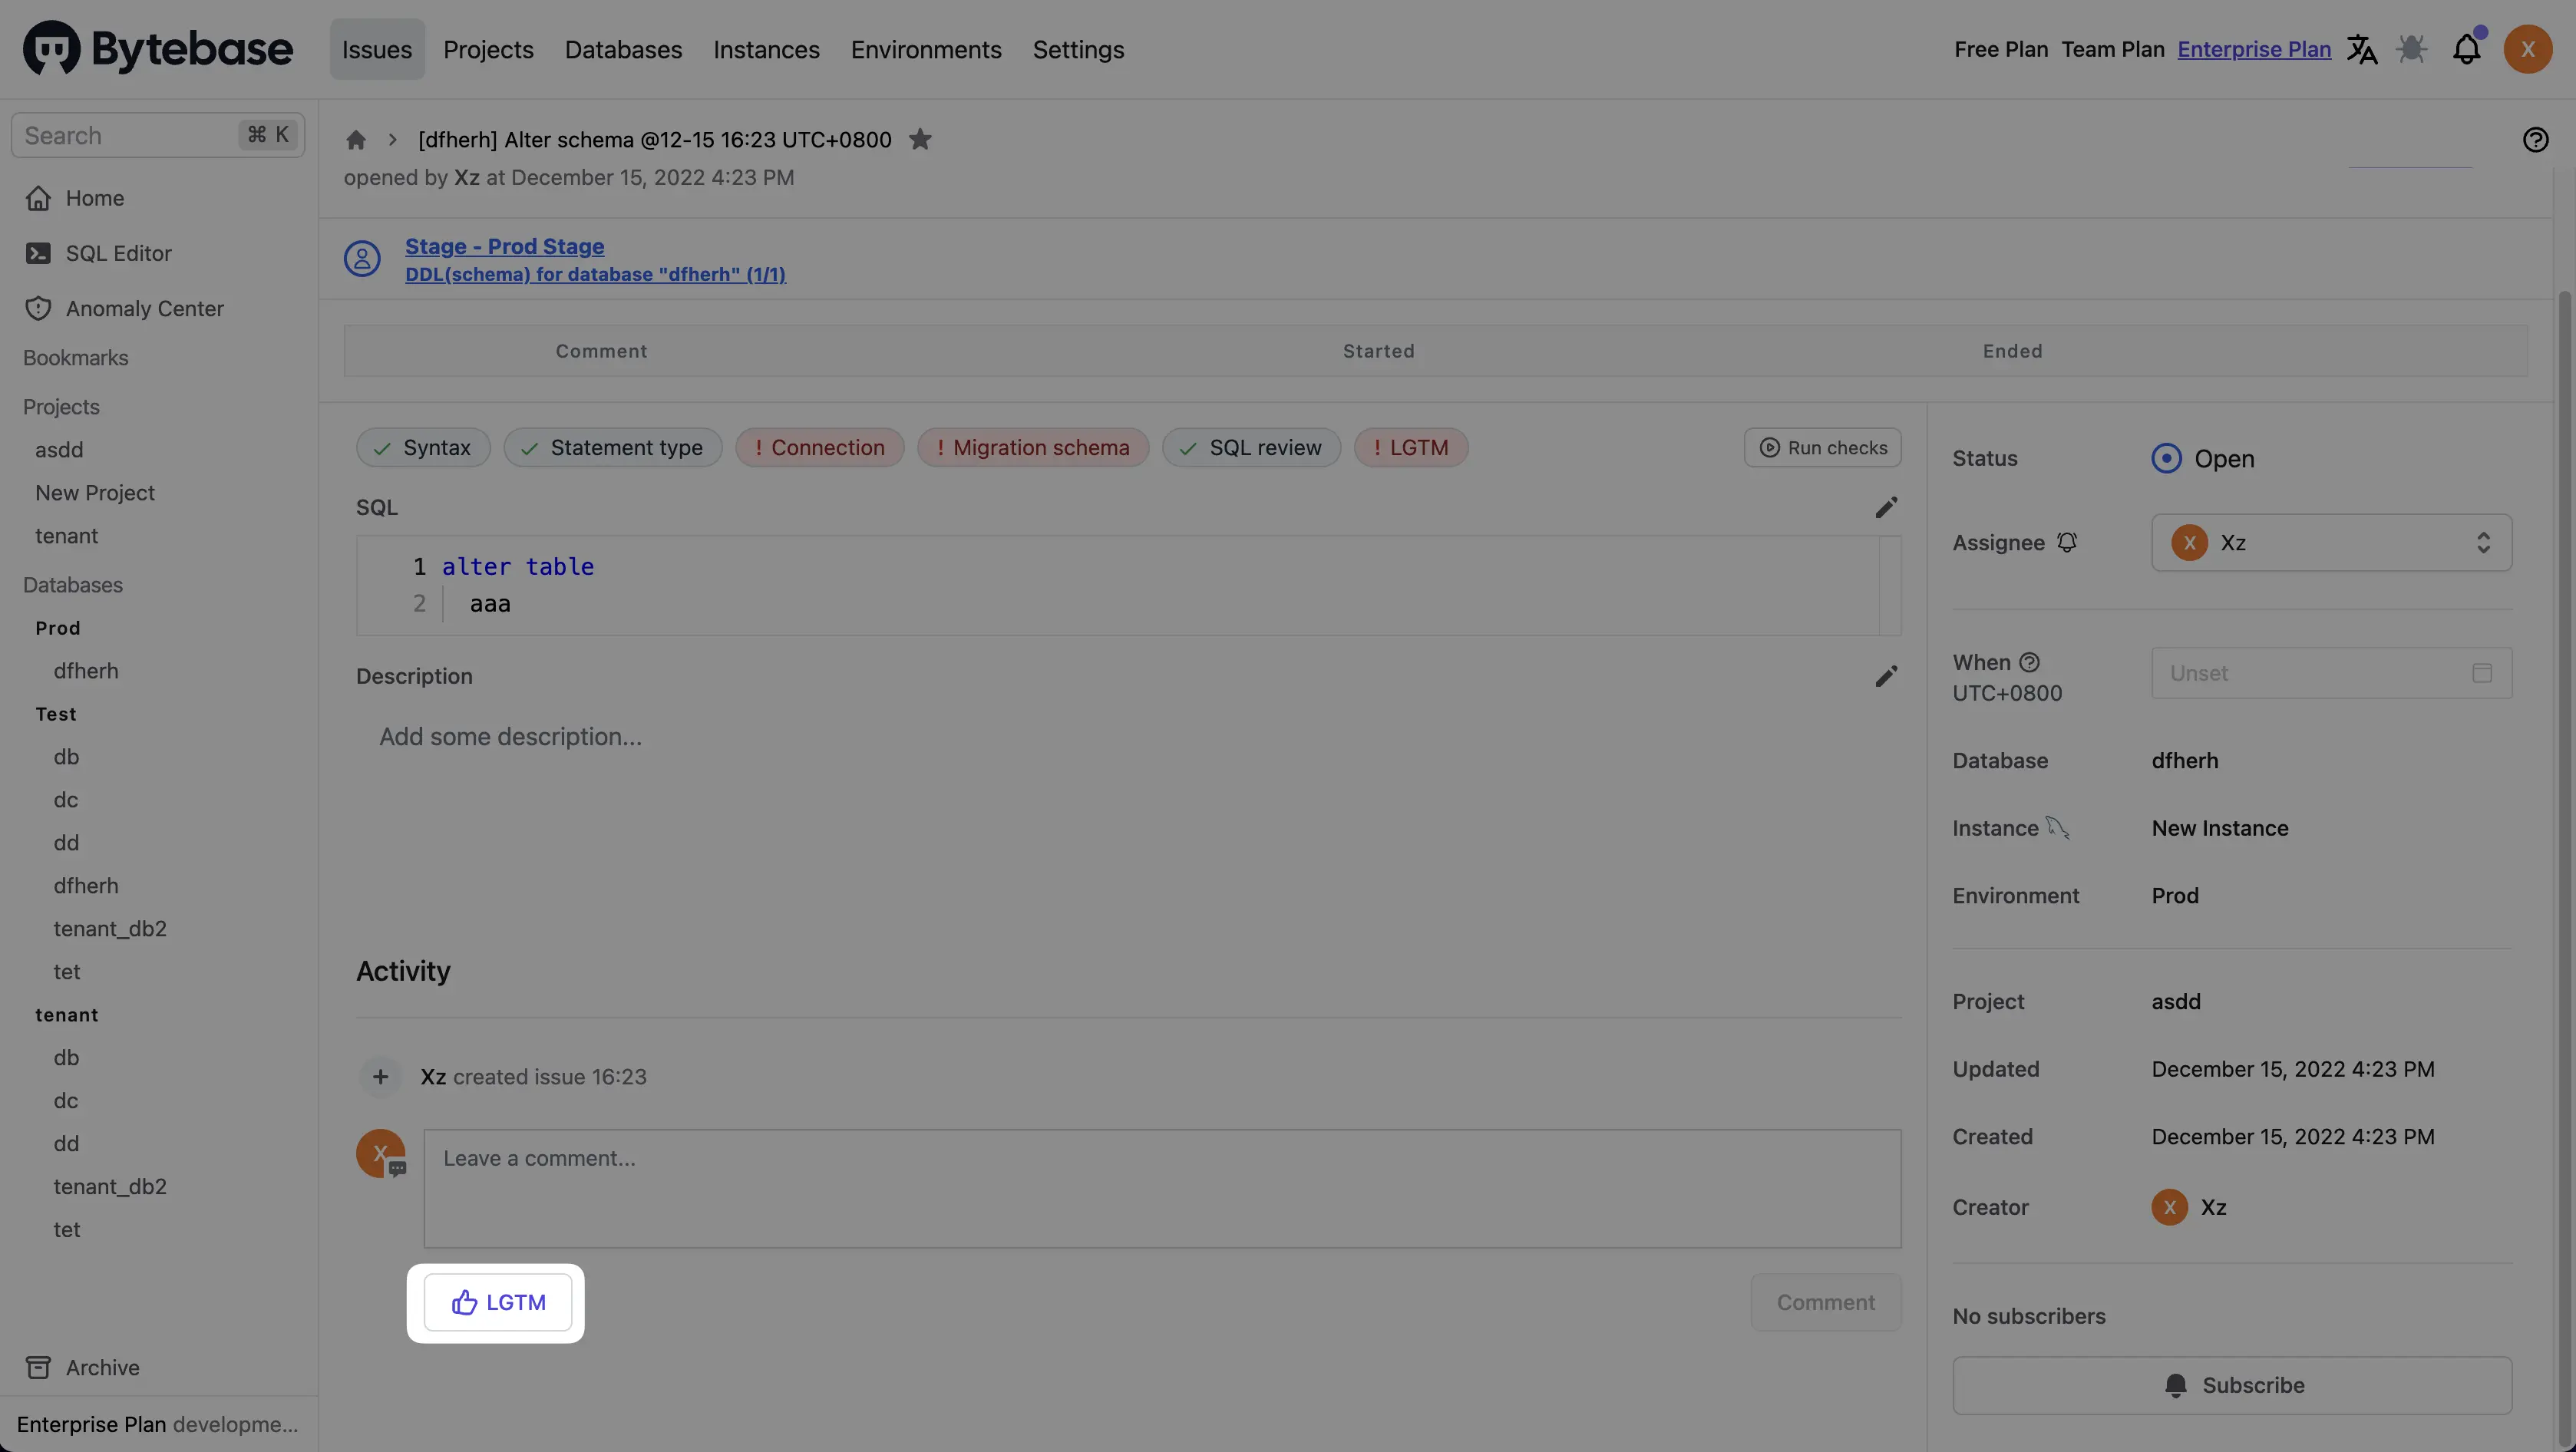 Bytebase
Issues Projects Databases Instances Environments Settings
Free Plan Team Plan Enterprise Plan
X
Search ⌘ K
Home
SQL Editor
Anomaly Center
Bookmarks
Projects
asdd
New Project
tenant
Databases
Prod
dfherh
Test
db
dc
dd
dfherh
tenant_db2
tet
tenant
db
dc
dd
tenant_db2
tet
Archive
Enterprise Plan developme...
[dfherh] Alter schema @12-15 16:23 UTC+0800
opened by Xz at December 15, 2022 4:23 PM
Stage - Prod Stage
DDL(schema) for database "dfherh" (1/1)
Comment Started Ended
Syntax Statement type ! Connection ! Migration schema SQL review ! LGTM Run checks
SQL
1 alter table
2 aaa
Description
Add some description...
Activity
Xz created issue 16:23
X
Leave a comment...
LGTM Comment
Status Open
Assignee X Xz
When
UTC+0800
Unset
Database dfherh
Instance New Instance
Environment Prod
Project asdd
Updated December 15, 2022 4:23 PM
Created December 15, 2022 4:23 PM
Creator X Xz
No subscribers
Subscribe